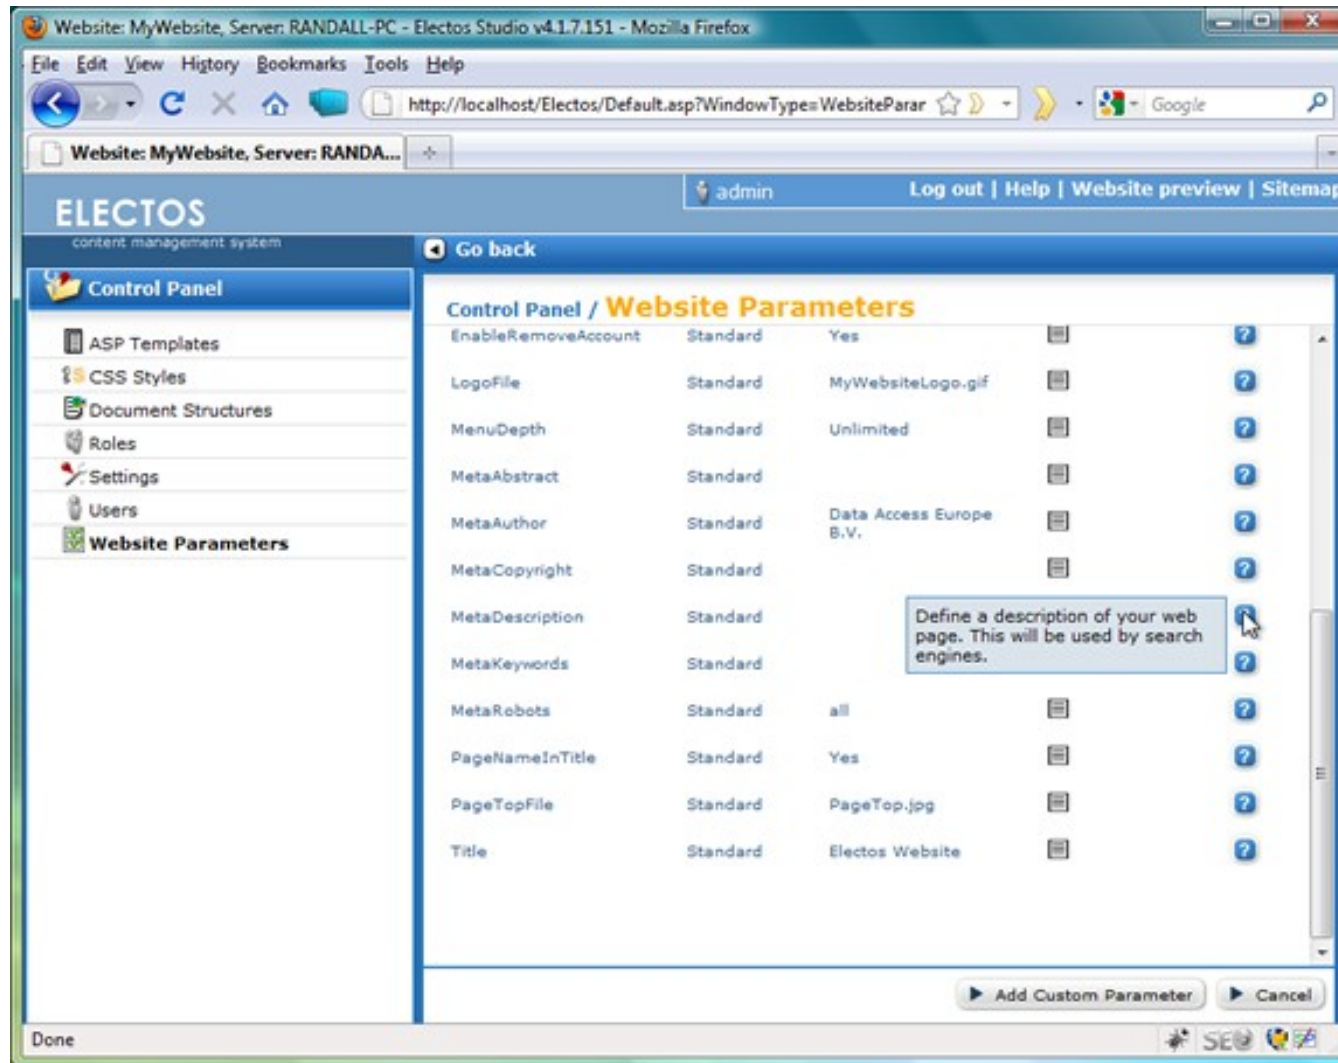 Website: MyWebsite, Server: RANDALL-PC - Electos Studio v4.1.7.151 - Mozilla Firefox
File Edit View History Bookmarks Tools Help
http://localhost/Electos/Default.asp?WindowType=WebsiteParar
Google
Website: MyWebsite, Server: RANDA...
admin
Log out | Help | Website preview | Sitemap
ELECTOS
content management system
Go back
Control Panel
ASP Templates
CSS Styles
Document Structures
Roles
Settings
Users
Website Parameters
Control Panel / Website Parameters
EnableRemoveAccount Standard Yes
LogoFile Standard MyWebsiteLogo.gif
MenuDepth Standard Unlimited
MetaAbstract Standard
MetaAuthor Standard Data Access Europe
B.V.
MetaCopyright Standard
MetaDescription Standard
Define a description of your web
page. This will be used by search
engines.
MetaKeywords Standard
MetaRobots Standard all
PageNameInTitle Standard Yes
PageTopFile Standard PageTop.jpg
Title Standard Electos Website
Add Custom Parameter
Cancel
Done